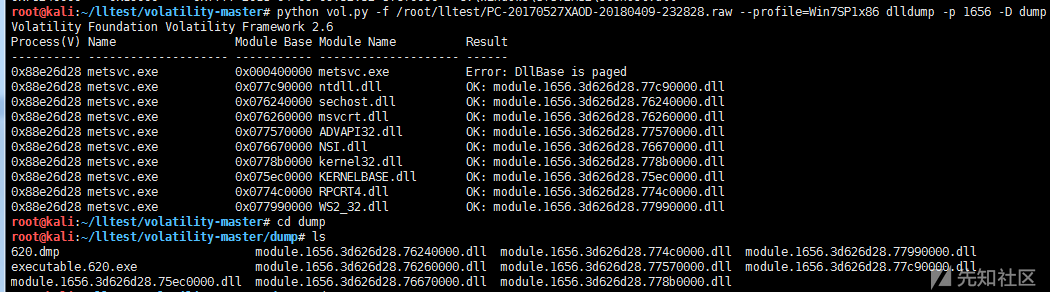 root@kali:~/lltest/volatility-master# python vol.py -f /root/lltest/PC-20170527XAOD-20180409-232828.raw --profile=Win7SP1x86 dlldump -p 1656 -D dump
Volatility Foundation Volatility Framework 2.6
Process(V) Name Module Base Module Name Result
---------- -------------------- ----------- -------------------- ------
0x88e26d28 metsvc.exe 0x000400000 metsvc.exe Error: DllBase is paged
0x88e26d28 metsvc.exe 0x077c90000 ntdll.dll OK: module.1656.3d626d28.77c90000.dll
0x88e26d28 metsvc.exe 0x076240000 sechost.dll OK: module.1656.3d626d28.76240000.dll
0x88e26d28 metsvc.exe 0x076260000 msvcrt.dll OK: module.1656.3d626d28.76260000.dll
0x88e26d28 metsvc.exe 0x077570000 ADVAPI32.dll OK: module.1656.3d626d28.77570000.dll
0x88e26d28 metsvc.exe 0x076670000 NSI.dll OK: module.1656.3d626d28.76670000.dll
0x88e26d28 metsvc.exe 0x0778b0000 kernel32.dll OK: module.1656.3d626d28.778b0000.dll
0x88e26d28 metsvc.exe 0x075ec0000 KERNELBASE.dll OK: module.1656.3d626d28.75ec0000.dll
0x88e26d28 metsvc.exe 0x0774c0000 RPCRT4.dll OK: module.1656.3d626d28.774c0000.dll
0x88e26d28 metsvc.exe 0x077990000 WS2_32.dll OK: module.1656.3d626d28.77990000.dll
root@kali:~/lltest/volatility-master# cd dump
root@kali:~/lltest/volatility-master/dump# ls
620.dmp module.1656.3d626d28.76240000.dll module.1656.3d626d28.774c0000.dll module.1656.3d626d28.77990000.dll
executable.620.exe module.1656.3d626d28.76260000.dll module.1656.3d626d28.77570000.dll module.1656.3d626d28.77c90000.dll
module.1656.3d626d28.75ec0000.dll module.1656.3d626d28.76670000.dll module.1656.3d626d28.778b0000.dll
先知社区